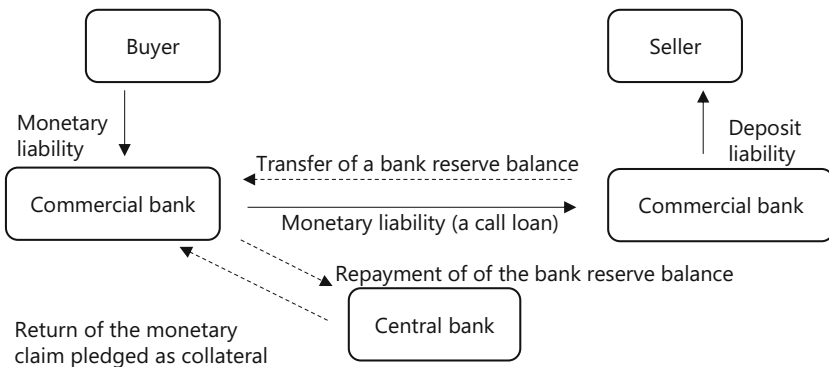 Buyer
Seller
Monetary
liability
Deposit
liability
Transfer of a bank reserve balance
Commercial bank
Commercial bank
Monetary liability (a call loan)
Repayment of of the bank reserve balance
Central bank
Return of the monetary
claim pledged as collateral